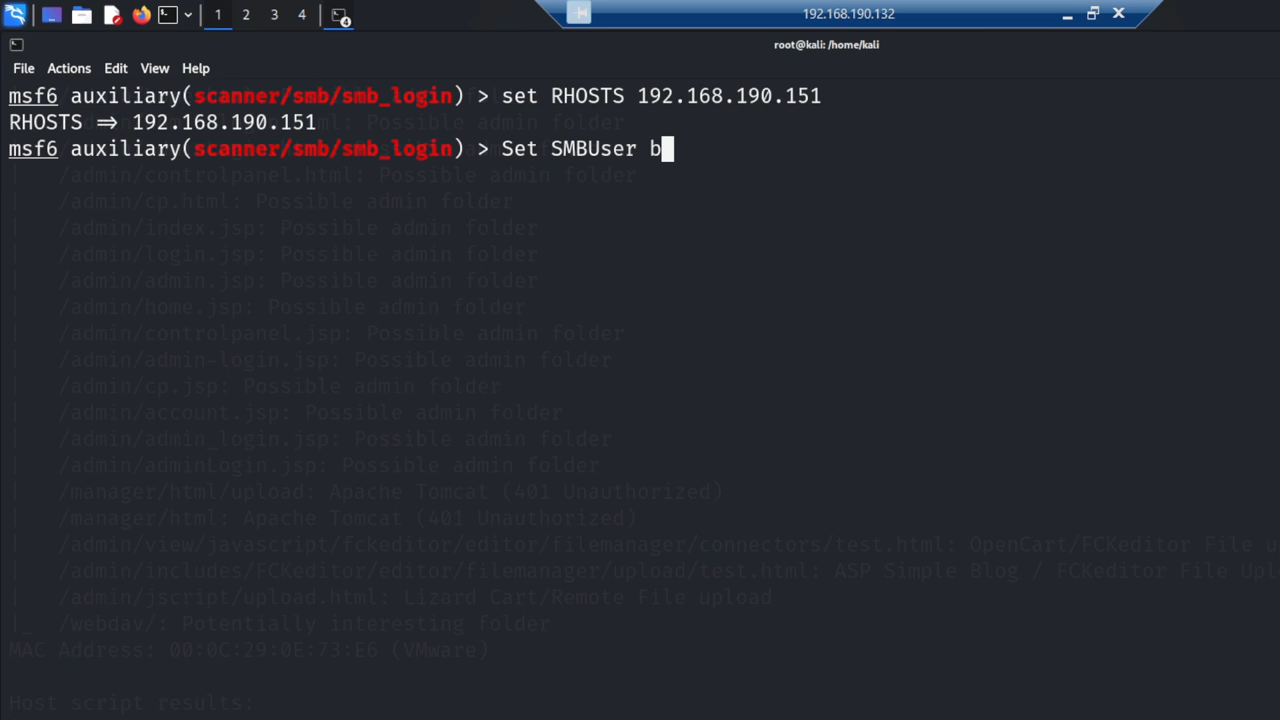 1 2 3 4
4
192.168.190.132
root@kali: /home/kali
File Actions Edit View Help
msf6 auxiliary(scanner/smb/smb_login) > set RHOSTS 192.168.190.151
RHOSTS => 192.168.190.151
msf6 auxiliary(scanner/smb/smb_login) > Set SMBUser b
| /admin/controlpanel.html: Possible admin folder
| /admin/cp.html: Possible admin folder
| /admin/index.jsp: Possible admin folder
| /admin/login.jsp: Possible admin folder
| /admin/admin.jsp: Possible admin folder
| /admin/home.jsp: Possible admin folder
| /admin/controlpanel.jsp: Possible admin folder
| /admin/admin-login.jsp: Possible admin folder
| /admin/cp.jsp: Possible admin folder
| /admin/account.jsp: Possible admin folder
| /admin/admin_login.jsp: Possible admin folder
| /admin/adminLogin.jsp: Possible admin folder
| /manager/html/upload: Apache Tomcat (401 Unauthorized)
| /manager/html: Apache Tomcat (401 Unauthorized)
| /admin/view/javascript/fckeditor/editor/filemanager/connectors/test.html: OpenCart/FCKeditor File u
| /admin/includes/FCKeditor/editor/filemanager/upload/test.html: ASP Simple Blog / FCKeditor File Upl
| /admin/jscript/upload.html: Lizard Cart/Remote File upload
|_ /webdav/: Potentially interesting folder
MAC Address: 00:0C:29:0E:73:E6 (VMware)
Host script results: